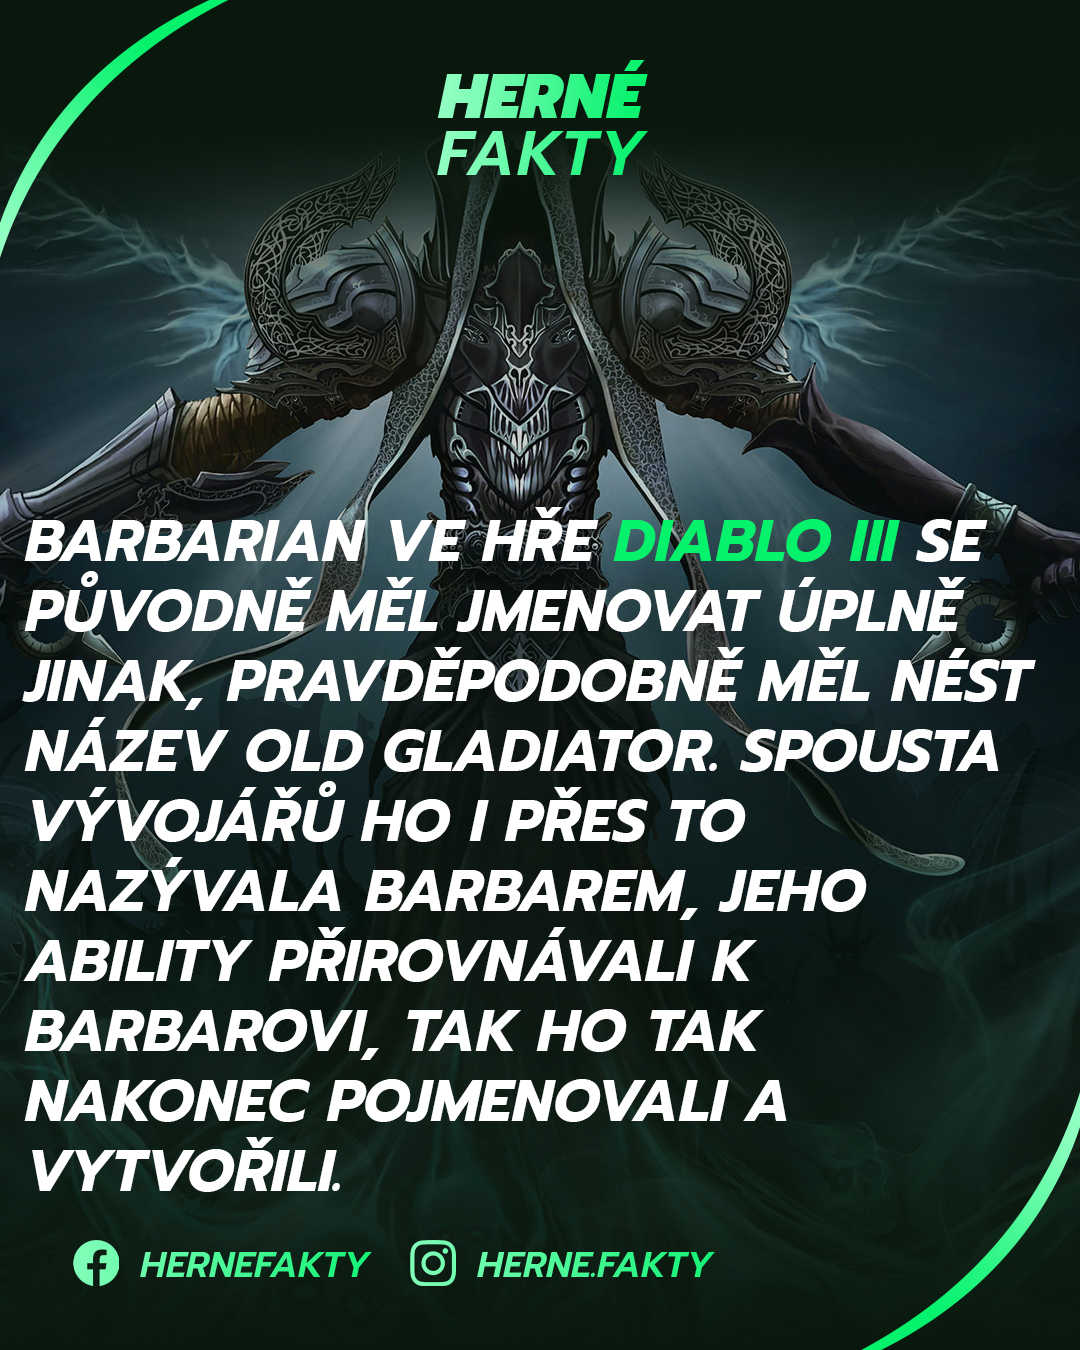 HERNÉ
FAKTY
BARBARIAN VE HŘE DIABLO III SE
PŮVODNĚ MĚL JMENOVAT ÚPLNĚ
JINAK, PRAVDĚPODOBNĚ MĚL NÉST
NÁZEV OLD GLADIATOR. SPOUSTA
VÝVOJÁŘŮ HO I PŘES TO
NAZÝVALA BARBAREM, JEHO
ABILITY PŘIROVNÁVALI K
BARBAROVI, TAK HO TAK
NAKONEC POJMENOVALI A
VYTVOŘILI.
HERNEFAKTY HERNE.FAKTY